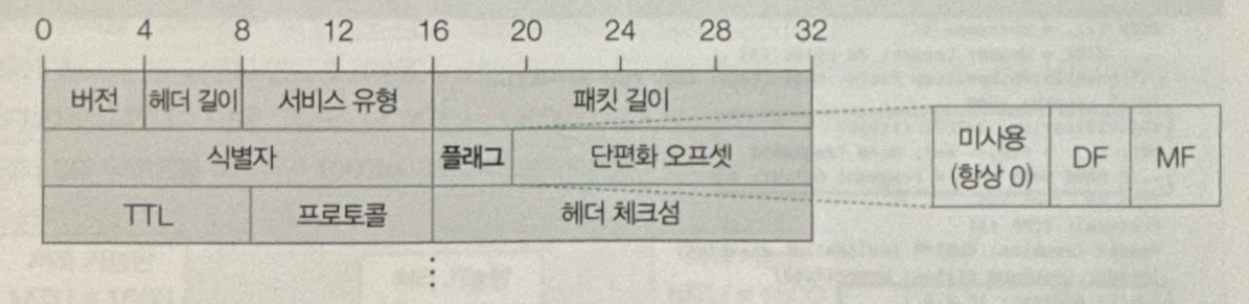 0 4 8 12 16 20 24 28 32
버전 헤더 길이 서비스 유형 패킷 길이
식별자 플래그 단편화 오프셋
미사용
(항상 0) DF MF
TTL 프로토콜 헤더 체크섬